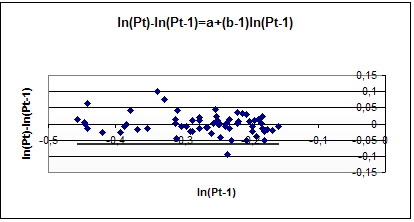 ln(Pt)-ln(Pt-1)=a+(b-1)ln(Pt-1)
ln(Pt)-ln(Pt-1)
0,15
0,1
0,05
0
-0,05
-0,1
-0,15
-0,5 -0,4 -0,3 -0,2 -0,1 0
ln(Pt-1)